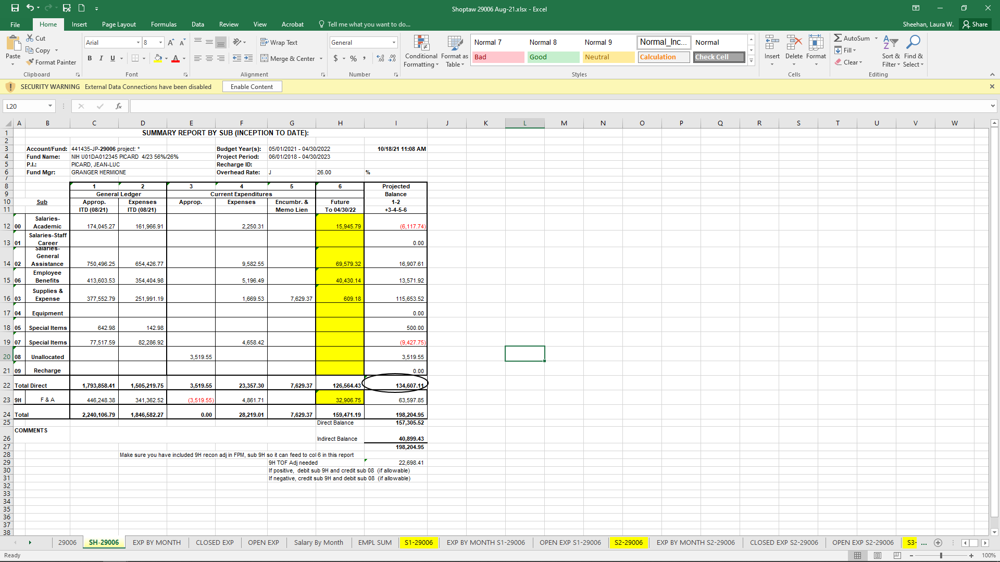 Shoptaw 29006 Aug-21.xlsx - Excel
File Home Insert Page Layout Formulas Data Review View Acrobat Tell me what you want to do... Sheehan, Laura W. Share
Paste Cut Copy Format Painter Clipboard
Arial 8 B I U A A A Font
Wrap Text Merge & Center Alignment
General $ % , Number
Conditional Formatting Format as Table
Normal 7 Normal 8 Normal 9 Normal_Inc... Normal
Bad Good Neutral Calculation Check Cell
Styles
Insert Delete Format Cells
AutoSum Fill Clear Sort & Filter Find & Select Editing
SECURITY WARNING External Data Connections have been disabled Enable Content
L20 fx
A B C D E F G H I J K L M N O P Q R S T U V W
1 SUMMARY REPORT BY SUB (INCEPTION TO DATE):
2
3 Account/Fund: 441435-JP-29006 project: * Budget Year(s): 05/01/2021 - 04/30/2022 10/18/21 11:08 AM
4 Fund Name: NIH U01DA012345 PICARD 4/23 56%/26% Project Period: 06/01/2018 - 04/30/2023
5 P.I.: PICARD, JEAN-LUC Recharge ID:
6 Fund Mgr: GRANGER HERMIONE Overhead Rate: J 26.00 %
7
8 1 2 3 4 5 6 Projected
9 General Ledger Current Expenditures Balance
10 Sub Approp. Expenses Approp. Expenses Encumbr. & Future 1-2
11 ITD (08/21) ITD (08/21) Memo Lien To 04/30/22 +3-4-5-6
12 00 Salaries-Academic 174,045.27 161,966.91 2,250.31 15,945.79 (6,117.74)
13 01 Salaries-Staff Career 0.00
14 02 Salaries-General Assistance 750,496.25 654,426.77 9,582.55 69,579.32 16,907.61
15 06 Employee Benefits 413,603.53 354,404.98 5,196.49 40,430.14 13,571.92
16 03 Supplies & Expense 377,552.79 251,991.19 1,669.53 7,629.37 609.18 115,653.52
17 04 Equipment 0.00
18 05 Special Items 642.98 142.98 500.00
19 07 Special Items 77,517.59 82,286.92 4,658.42 (9,427.75)
20 08 Unallocated 3,519.55 3,519.55
21 09 Recharge 0.00
22 Total Direct 1,793,858.41 1,505,219.75 3,519.55 23,357.30 7,629.37 126,564.43 134,607.11
23 9H F & A 446,248.38 341,362.52 (3,519.55) 4,861.71 32,906.75 63,597.85
24 Total 2,240,106.79 1,846,582.27 0.00 28,219.01 7,629.37 159,471.19 198,204.95
25 Direct Balance 157,305.52
COMMENTS
26 Indirect Balance 40,899.43
27 198,204.95
28 Make sure you have included 9H recon adj in FPM, sub 9H so it can feed to col 6 in this report
29 9H TOF Adj needed 22,698.41
30 If positive, debit sub 9H and credit sub 08 (if allowable)
31 If negative, credit sub 9H and debit sub 08 (if allowable)
32
33
34
35
36
37
38
29006 SH-29006 EXP BY MONTH CLOSED EXP OPEN EXP Salary By Month EMPL SUM S1-29006 EXP BY MONTH S1-29006 OPEN EXP S1-29006 S2-29006 EXP BY MONTH S2-29006 CLOSED EXP S2-29006 OPEN EXP S2-29006 S3- ...
Ready 100%